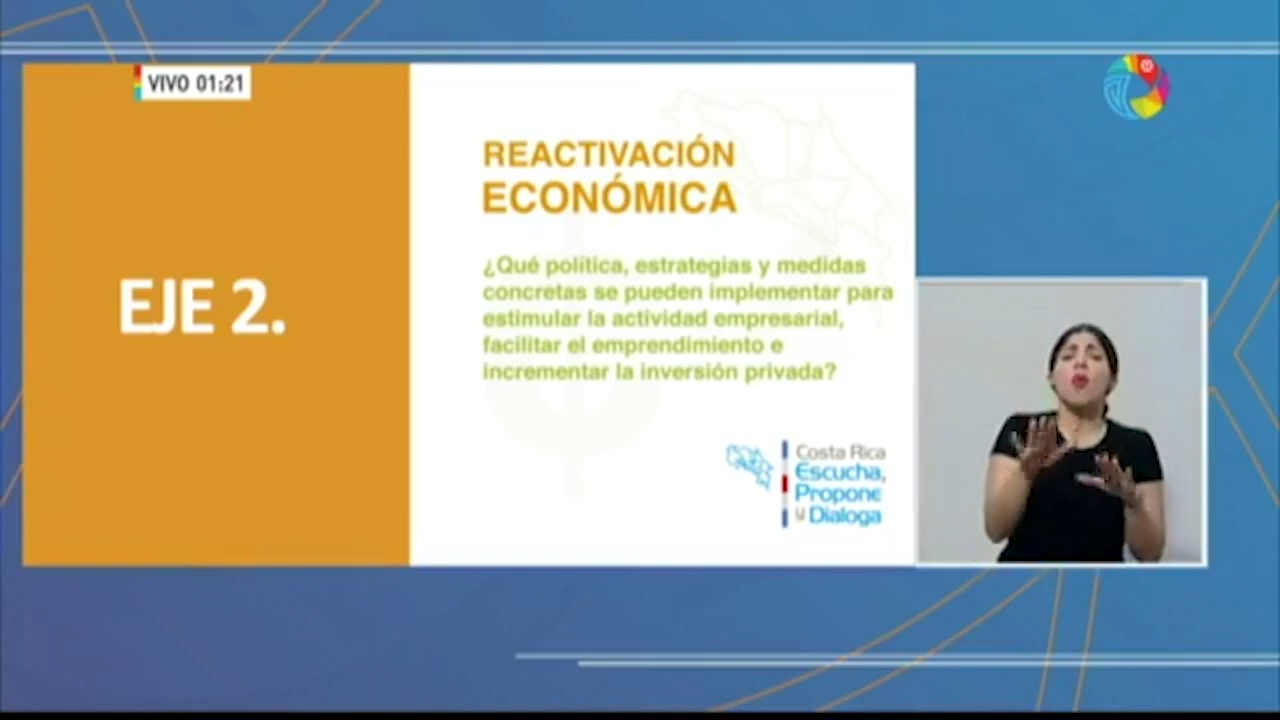 VIVO 01:21
EJE 2.
REACTIVACIÓN
ECONÓMICA
¿Qué política, estrategias y medidas
concretas se pueden implementar para
estimular la actividad empresarial,
facilitar el emprendimiento e
incrementar la inversión privada?
Costa Rica
Escucha,
Propone
y Dialoga